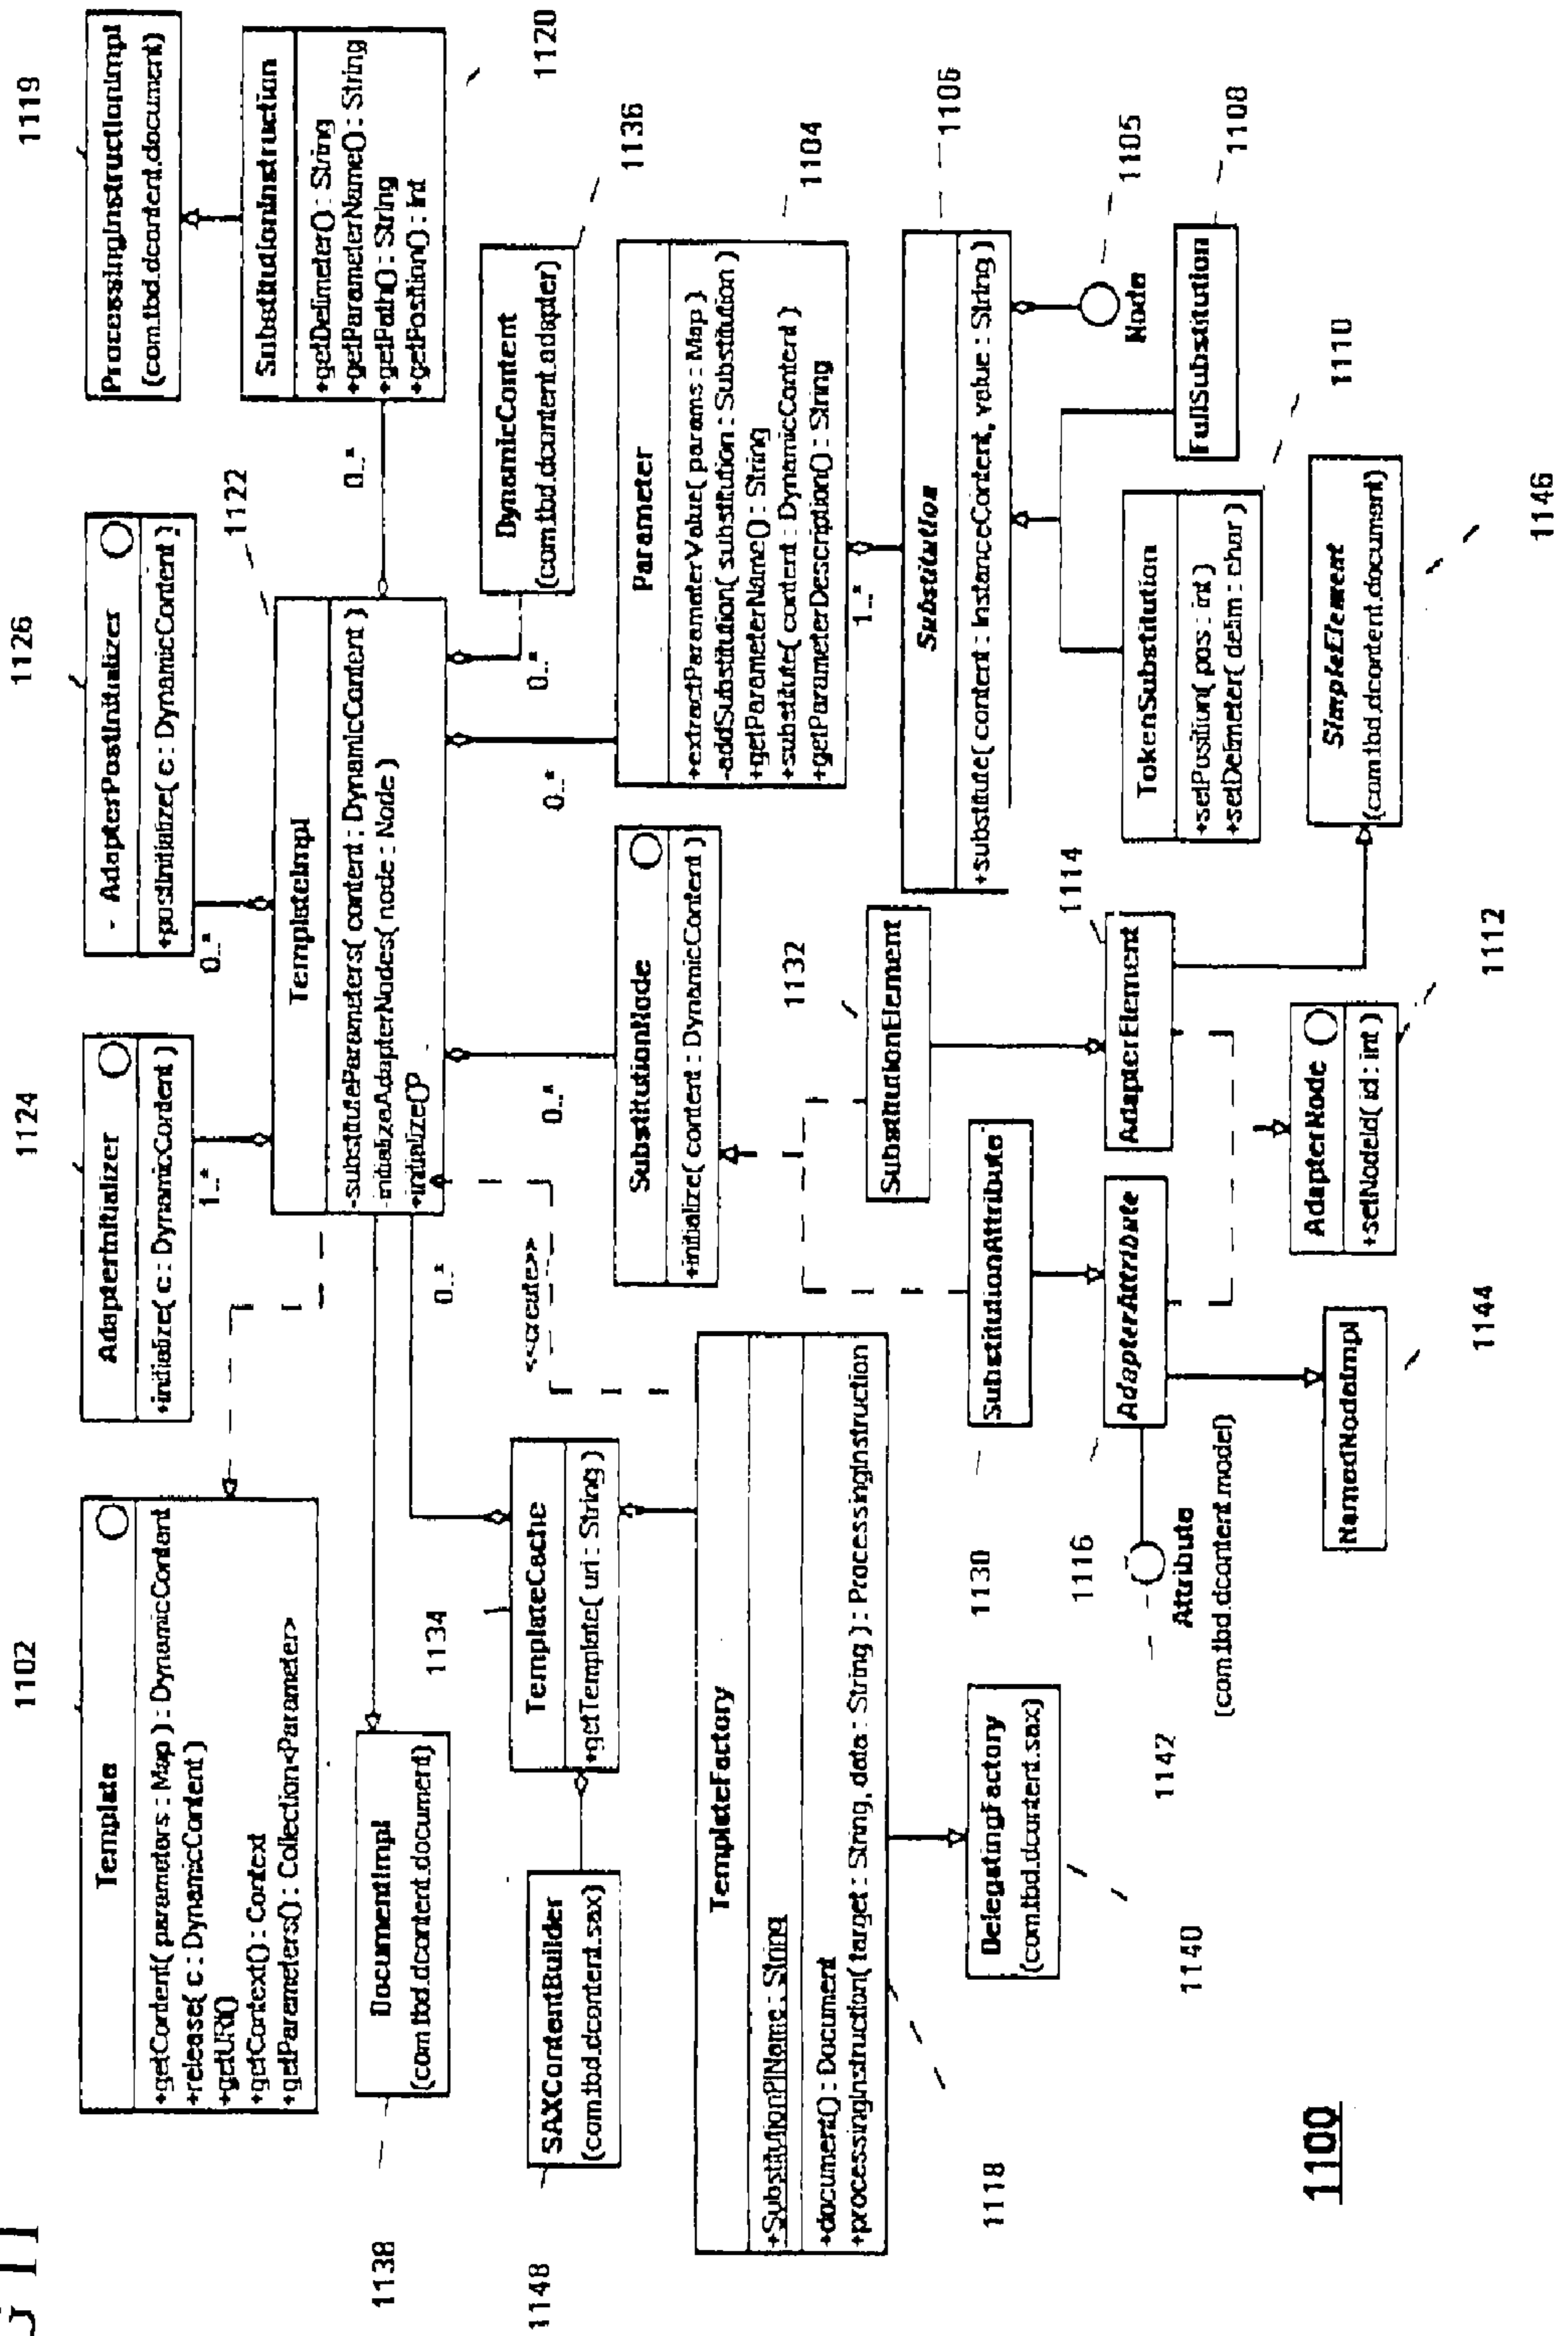 11
1102
1124
1126
1119
Template
+getContent( parameters : Map ) : DynamicContent
+release( c : DynamicContent )
+getURI()
+getContext() : Context
+getParameters() : Collection<Parameter>
AdapterInitializer
+initialize( c : DynamicContent )
1..*
- AdapterPostInitializer
+postInitialize( c : DynamicContent )
0..*
1122
ProcessingInstructionImpl
(com.tbd.dcontent.document)
SubstitutionInstruction
+getDelimeter() : String
+getParameterName() : String
+getPath() : String
+getPosition() : int
1120
0..*
TemplateImpl
-substituteParameters( content : DynamicContent )
-initializeAdapterNodes( node : Node )
+initialize()
1138
DocumentImpl
(com.tbd.dcontent.document)
1134
0..*
<<create>>
0..*
0..*
0..*
DynamicContent
(com.tbd.dcontent.adapter)
1136
1148
SAXContentBuilder
(com.tbd.dcontent.sax)
TemplateCache
+getTemplate( uri : String )
SubstitutionNode
+initialize( content : DynamicContent )
Parameter
+extractParameterValue( params : Map )
-addSubstitution( substitution : Substitution )
+getParameterName() : String
+substitute( content : DynamicContent )
+getParameterDescription() : String
1104
1..*
TemplateFactory
+SubstitutionPIName : String
+document() : Document
+processingInstruction( target : String, data : String ) : ProcessingInstruction
1118
1132
SubstitutionElement
Substitution
+substitute( content : InstanceContent, value : String )
1106
1105
Node
DelegatingFactory
(com.tbd.dcontent.sax)
1140
1130
SubstitutionAttribute
1114
AdapterElement
TokenSubstitution
+setPosition( pos : int )
+setDelimeter( delim : char )
1110
FullSubstitution
1108
1116
AdapterAttribute
1142
Attribute
(com.tbd.dcontent.model)
AdapterNode
+setNodeId( id : int )
1112
SimpleElement
(com.tbd.dcontent.document)
1146
NamedNodeImpl
1144
1100